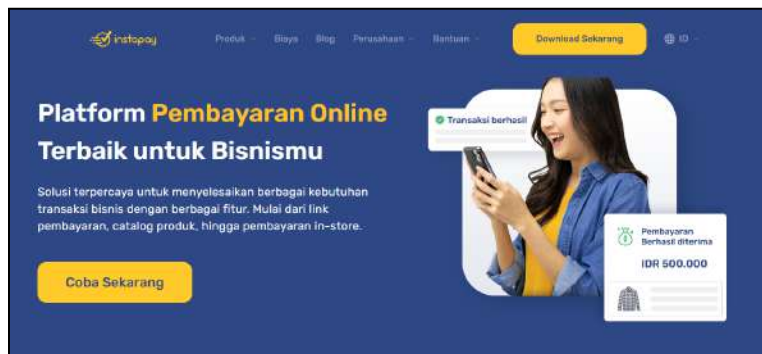 instapay
Produk
Biaya
Blog
Perusahaan
Bantuan
Download Sekarang
ID
Platform Pembayaran Online
Terbaik untuk Bisnismu
Solusi terpercaya untuk menyelesaikan berbagai kebutuhan
transaksi bisnis dengan berbagai fitur. Mulai dari link
pembayaran, catalog produk, hingga pembayaran in-store.
Coba Sekarang
Transaksi berhasil
Pembayaran
Berhasil diterima
IDR 500.000